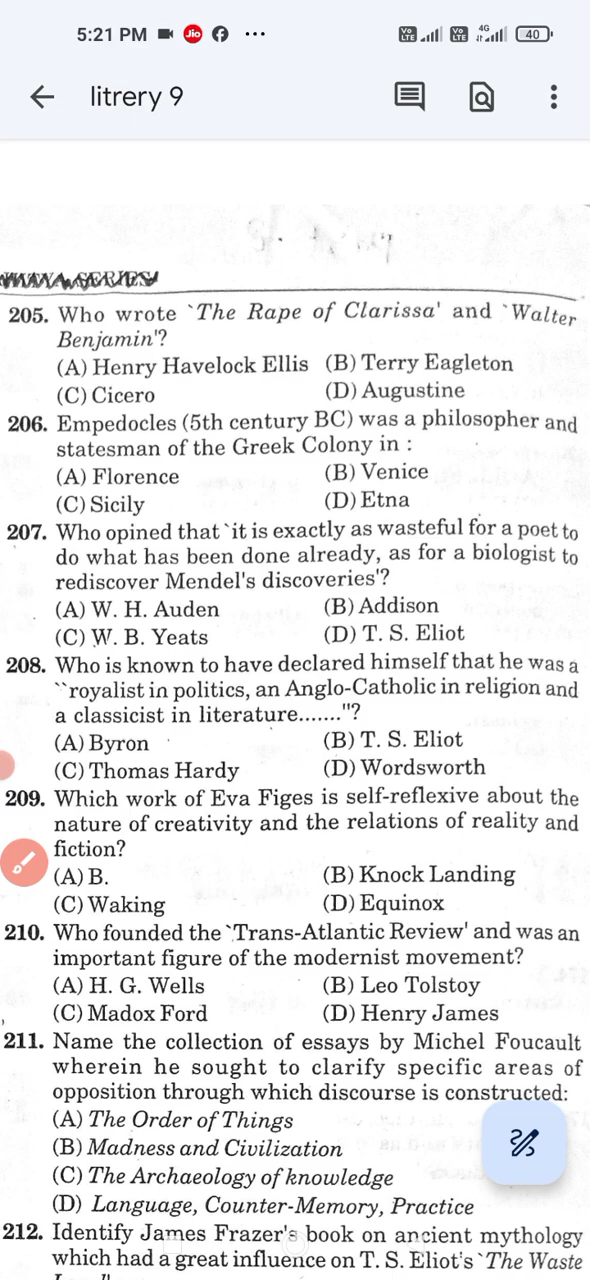 5:21 PM Jio ... Vo LTE Vo LTE 4G 40
litrery 9
205. Who wrote `The Rape of Clarissa' and `Walter
Benjamin'?
(A) Henry Havelock Ellis (B) Terry Eagleton
(C) Cicero (D) Augustine
206. Empedocles (5th century BC) was a philosopher and
statesman of the Greek Colony in :
(A) Florence (B) Venice
(C) Sicily (D) Etna
207. Who opined that `it is exactly as wasteful for a poet to
do what has been done already, as for a biologist to
rediscover Mendel's discoveries'?
(A) W. H. Auden (B) Addison
(C) W. B. Yeats (D) T. S. Eliot
208. Who is known to have declared himself that he was a
``royalist in politics, an Anglo-Catholic in religion and
a classicist in literature......."?
(A) Byron (B) T. S. Eliot
(C) Thomas Hardy (D) Wordsworth
209. Which work of Eva Figes is self-reflexive about the
nature of creativity and the relations of reality and
fiction?
(A) B. (B) Knock Landing
(C) Waking (D) Equinox
210. Who founded the `Trans-Atlantic Review' and was an
important figure of the modernist movement?
(A) H. G. Wells (B) Leo Tolstoy
(C) Madox Ford (D) Henry James
211. Name the collection of essays by Michel Foucault
wherein he sought to clarify specific areas of
opposition through which discourse is constructed:
(A) The Order of Things
(B) Madness and Civilization
(C) The Archaeology of knowledge
(D) Language, Counter-Memory, Practice
212. Identify James Frazer's book on ancient mythology
which had a great influence on T. S. Eliot's `The Waste